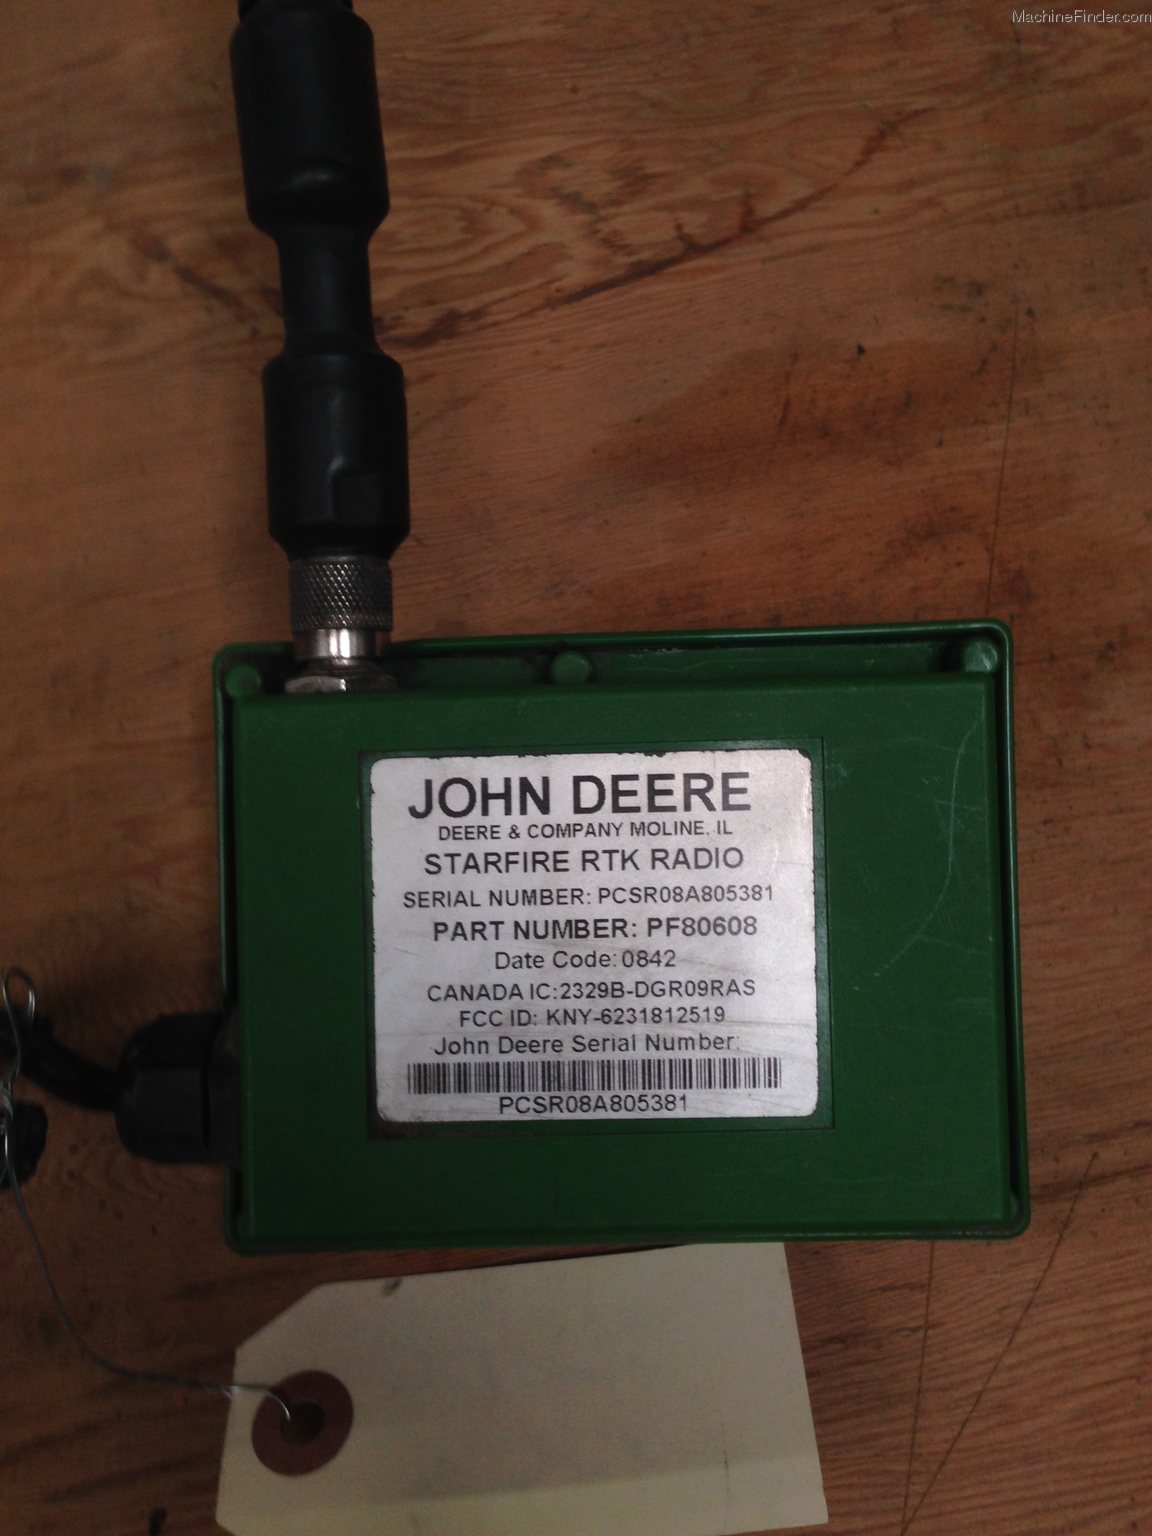 MachineFinder.com
JOHN DEERE
DEERE & COMPANY MOLINE, IL
STARFIRE RTK RADIO
SERIAL NUMBER: PCSR08A805381
PART NUMBER: PF80608
Date Code: 0842
CANADA IC:2329B-DGR09RAS
FCC ID: KNY-6231812519
John Deere Serial Number:
PCSR08A805381